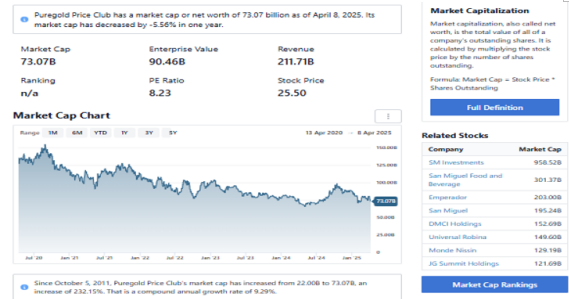 Puregold Price Club has a market cap or net worth of 73.07 billion as of April 8, 2025. Its
market cap has decreased by -5.56% in one year.
Market Cap
73.07B
Enterprise Value
90.46B
Revenue
211.71B
Ranking
n/a
PE Ratio
8.23
Stock Price
25.50
Market Cap Chart
Range 1M 6M YTD 1Y 3Y 5Y
13 Apr 2020 – 8 Apr 2025
150.00B
125.00B
100.00B
73.07B
50.00B
25.00B
0
Jul '20 Jan '21 Jul '21 Jan '22 Jul '22 Jan '23 Jul '23 Jan '24 Jul '24 Jan '25
Since October 5, 2011, Puregold Price Club's market cap has increased from 22.00B to 73.07B, an
increase of 232.15%. That is a compound annual growth rate of 9.29%.
Market Capitalization
Market capitalization, also called net
worth, is the total value of all of a
company's outstanding shares. It is
calculated by multiplying the stock
price by the number of shares
outstanding.
Formula: Market Cap = Stock Price *
Shares Outstanding
Full Definition
Related Stocks
Company Market Cap
SM Investments 958.52B
San Miguel Food and
Beverage 301.37B
Emperador 203.00B
San Miguel 195.24B
DMCI Holdings 152.69B
Universal Robina 149.60B
Monde Nissin 129.19B
JG Summit Holdings 121.69B
Market Cap Rankings